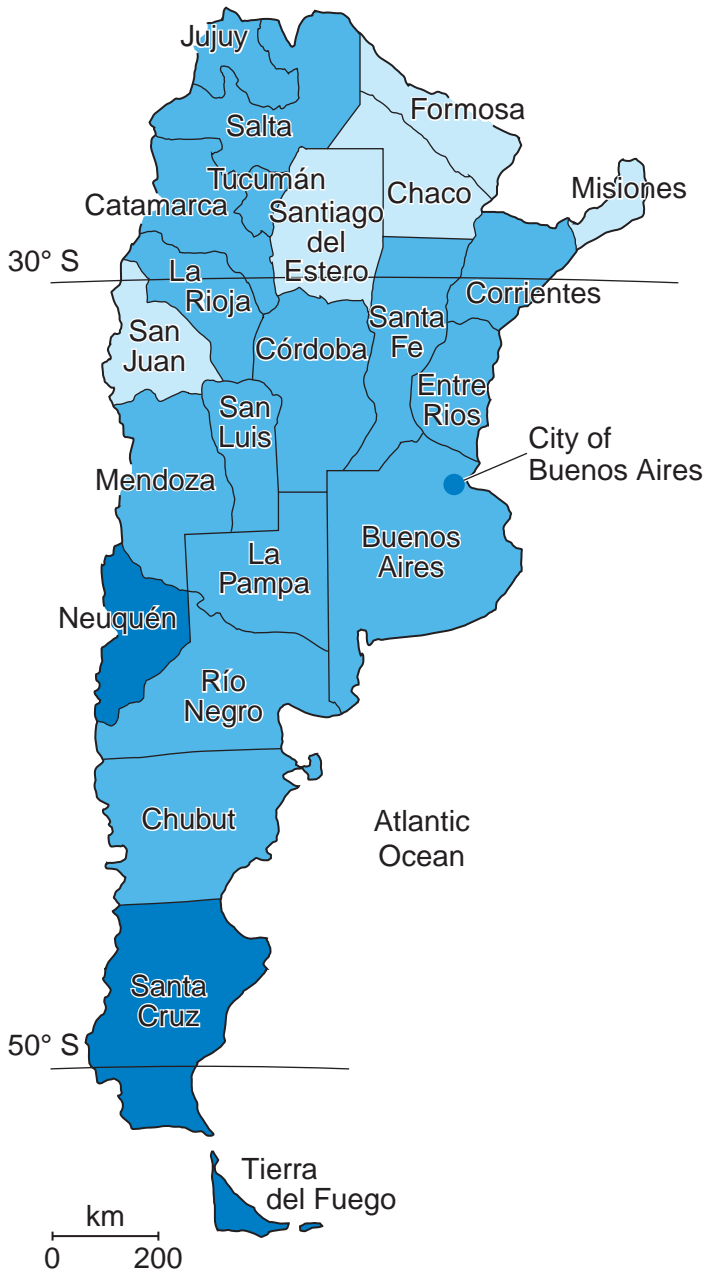 Jujuy
Formosa
Salta
Tucumán
Chaco
Misiones
Catamarca
Santiago
del
Estero
30° S
La
Rioja
Corrientes
San
Juan
Córdoba
Santa
Fe
Entre
Rios
San
Luis
City of
Buenos Aires
Mendoza
Buenos
Aires
La
Pampa
Neuquén
Río
Negro
Chubut
Atlantic
Ocean
Santa
Cruz
50° S
Tierra
del Fuego
km
0 200